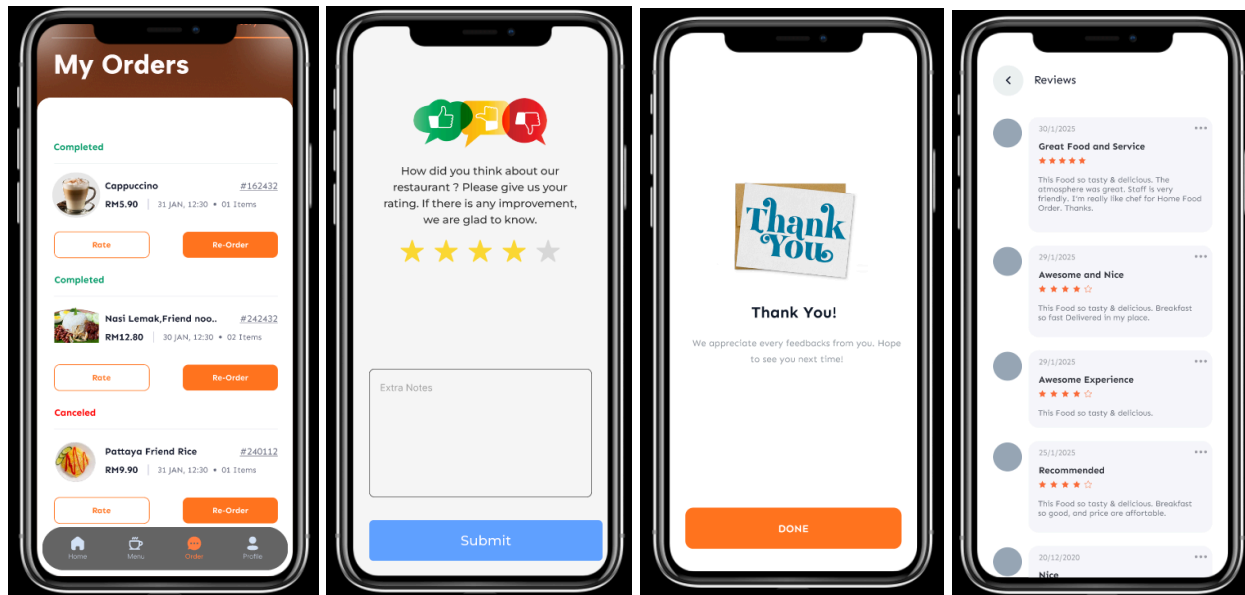 My Orders
Completed
Cappuccino #162432
RM5.90 31 JAN, 12:30 • 01 Items
Rate Re-Order
Completed
Nasi Lemak,Friend noo.. #242432
RM12.80 30 JAN, 12:30 • 02 Items
Rate Re-Order
Canceled
Pattaya Friend Rice #240112
RM9.90 31 JAN, 12:30 • 01 Items
Rate Re-Order
Home Menu Order Profile
How did you think about our
restaurant ? Please give us your
rating. If there is any improvement,
we are glad to know.
Extra Notes
Submit
Thank
You
Thank You!
We appreciate every feedbacks from you. Hope
to see you next time!
DONE
Reviews
30/1/2025
Great Food and Service
This Food so tasty & delicious. The
atmosphere was great. Staff is very
friendly. I'm really like chef for Home Food
Order. Thanks.
29/1/2025
Awesome and Nice
This Food so tasty & delicious. Breakfast
so fast Delivered in my place.
29/1/2025
Awesome Experience
This Food so tasty & delicious.
25/1/2025
Recommended
This Food so tasty & delicious. Breakfast
so good, and price are affortable.
20/12/2020
Nice